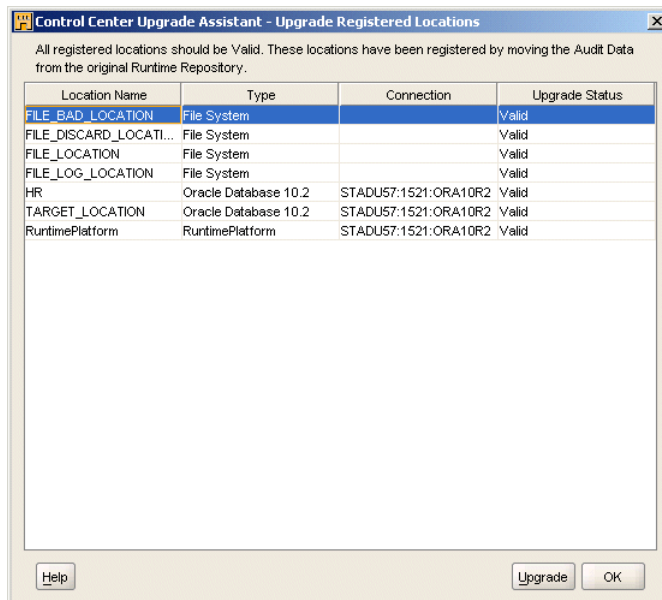 Control Center Upgrade Assistant - Upgrade Registered Locations
All registered locations should be Valid. These locations have been registered by moving the Audit Data
from the original Runtime Repository.
Location Name Type Connection Upgrade Status
FILE_BAD_LOCATION File System Valid
FILE_DISCARD_LOCATI... File System Valid
FILE_LOCATION File System Valid
FILE_LOG_LOCATION File System Valid
HR Oracle Database 10.2 STADU57:1521:ORA10R2 Valid
TARGET_LOCATION Oracle Database 10.2 STADU57:1521:ORA10R2 Valid
RuntimePlatform RuntimePlatform STADU57:1521:ORA10R2 Valid
Help Upgrade OK